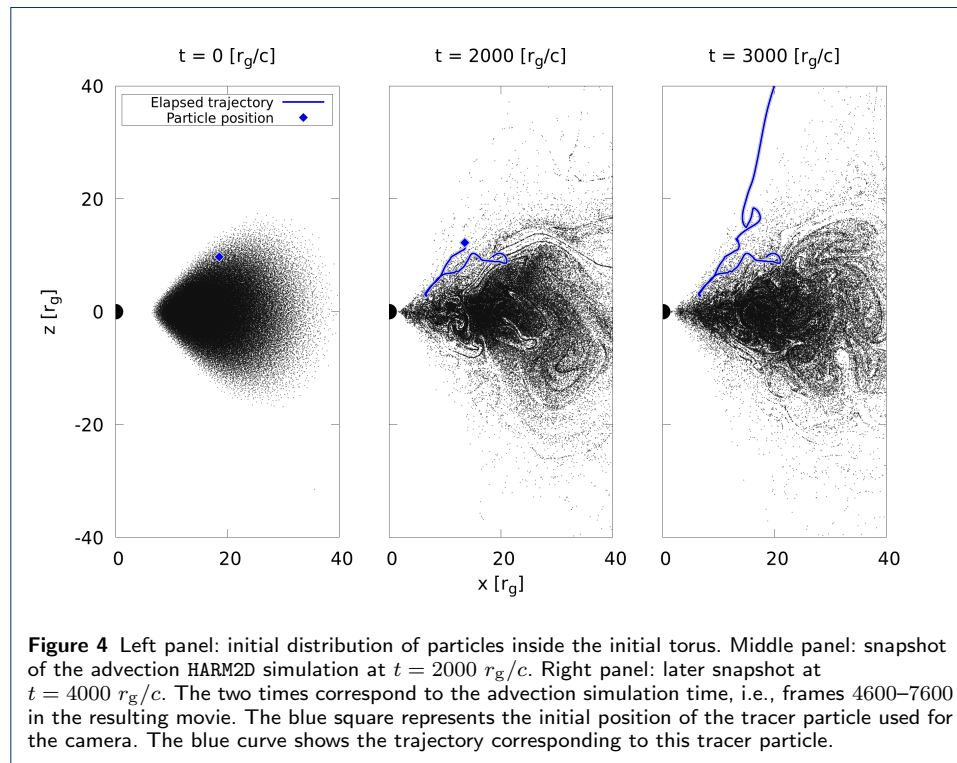 t = 0 [rg/c]
t = 2000 [rg/c]
t = 3000 [rg/c]
Elapsed trajectory
Particle position
40
20
0
-20
-40
z [rg]
0 20 40
0 20 40
0 20 40
x [rg]
Figure 4 Left panel: initial distribution of particles inside the initial torus. Middle panel: snapshot
of the advection HARM2D simulation at t = 2000 rg/c. Right panel: later snapshot at
t = 4000 rg/c. The two times correspond to the advection simulation time, i.e., frames 4600–7600
in the resulting movie. The blue square represents the initial position of the tracer particle used for
the camera. The blue curve shows the trajectory corresponding to this tracer particle.